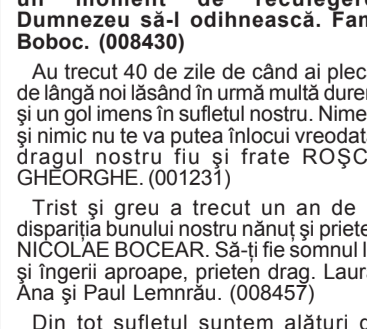 un moment de reculegere
Dumnezeu să-l odihnească. Fam
Boboc. (008430)
Au trecut 40 de zile de când ai plec
de lângă noi lăsând în urmă multă durer
şi un gol imens în sufletul nostru. Nime
şi nimic nu te va putea înlocui vreodat
dragul nostru fiu şi frate ROŞC
GHEORGHE. (001231)
Trist şi greu a trecut un an de
dispariţia bunului nostru nănuţ şi priete
NICOLAE BOCEAR. Să-ţi fie somnul l
şi îngerii aproape, prieten drag. Laur
Ana şi Paul Lemnrău. (008457)
Din tot sufletul suntem alături d